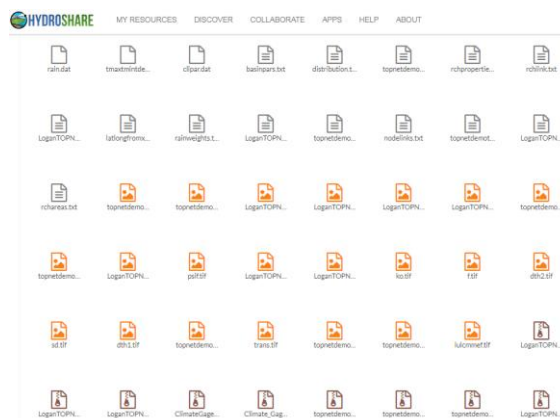 HYDROSHARE MY RESOURCES DISCOVER COLLABORATE APPS HELP ABOUT
rain.dat tmaxtmintde... clipar.dat basinpars.txt distribution.t... topnetdemo... rchpropertie... rchlink.txt
LoganTOPN... latlongfromx... rainweights.t... LoganTOPN... topnetdemo... nodelinks.txt topnetdemot... LoganTOPN...
rchareas.txt topnetdemo... topnetdemo... LoganTOPN... LoganTOPN... LoganTOPN... LoganTOPN... topnetdemo...
topnetdemo... LoganTOPN... psif.tif LoganTOPN... LoganTOPN... ko.tif f.tif dth2.tif
sd.tif dth1.tif topnetdemo... trans.tif topnetdemo... topnetdemo... lulcmmef.tif LoganTOPN...
LoganTOPN... LoganTOPN... ClimateGage... Climate_Gag... topnetdemo... topnetdemo... topnetdemo... LoganTOPN...